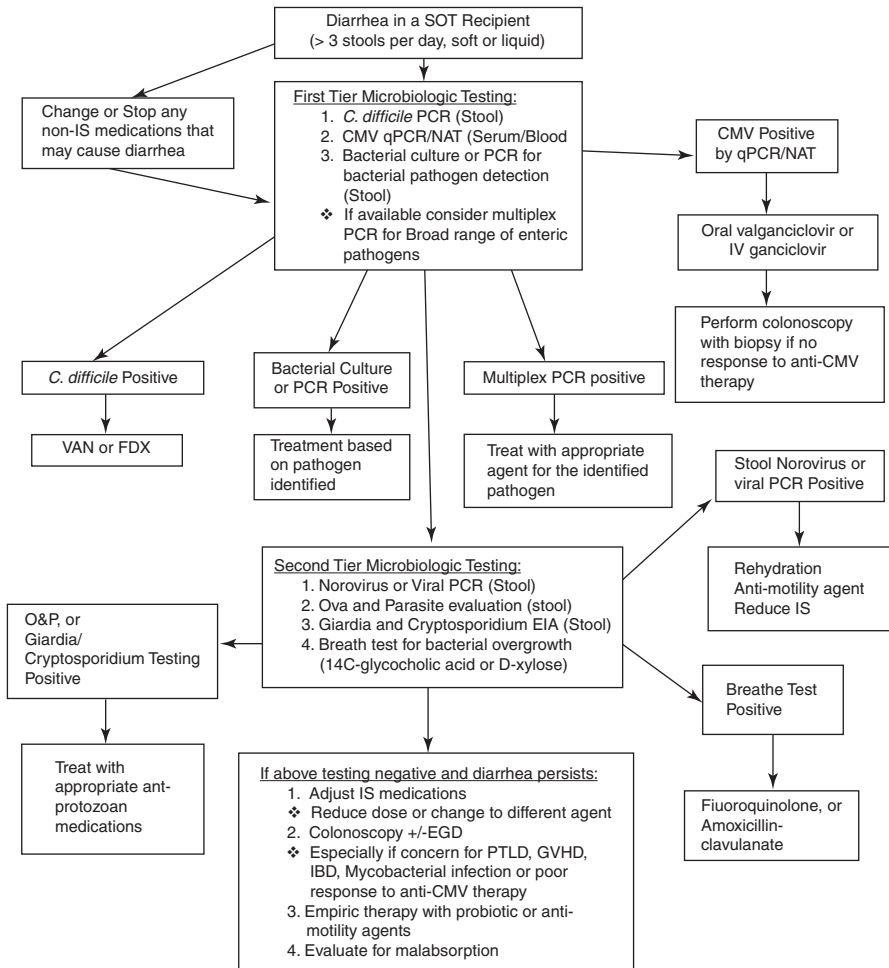 Diarrhea in a SOT Recipient
(> 3 stools per day, soft or liquid)
Change or Stop any
non-IS medications that
may cause diarrhea
First Tier Microbiologic Testing:
1. C. difficile PCR (Stool)
2. CMV qPCR/NAT (Serum/Blood
3. Bacterial culture or PCR for
bacterial pathogen detection
(Stool)
❖ If available consider multiplex
PCR for Broad range of enteric
pathogens
CMV Positive
by qPCR/NAT
Oral valganciclovir or
IV ganciclovir
Perform colonoscopy
with biopsy if no
response to anti-CMV
therapy
C. difficile Positive
VAN or FDX
Bacterial Culture
or PCR Positive
Treatment based
on pathogen
identified
Multiplex PCR positive
Treat with appropriate
agent for the identified
pathogen
Stool Norovirus or
viral PCR Positive
Rehydration
Anti-motility agent
Reduce IS
Second Tier Microbiologic Testing:
1. Norovirus or Viral PCR (Stool)
2. Ova and Parasite evaluation (stool)
3. Giardia and Cryptosporidium EIA (Stool)
4. Breath test for bacterial overgrowth
(14C-glycocholic acid or D-xylose)
O&P, or
Giardia/
Cryptosporidium Testing
Positive
Treat with
appropriate ant-
protozoan
medications
Breathe Test
Positive
Fiuoroquinolone, or
Amoxicillin-
clavulanate
If above testing negative and diarrhea persists:
1. Adjust IS medications
❖ Reduce dose or change to different agent
2. Colonoscopy +/-EGD
❖ Especially if concern for PTLD, GVHD,
IBD, Mycobacterial infection or poor
response to anti-CMV therapy
3. Empiric therapy with probiotic or anti-
motility agents
4. Evaluate for malabsorption